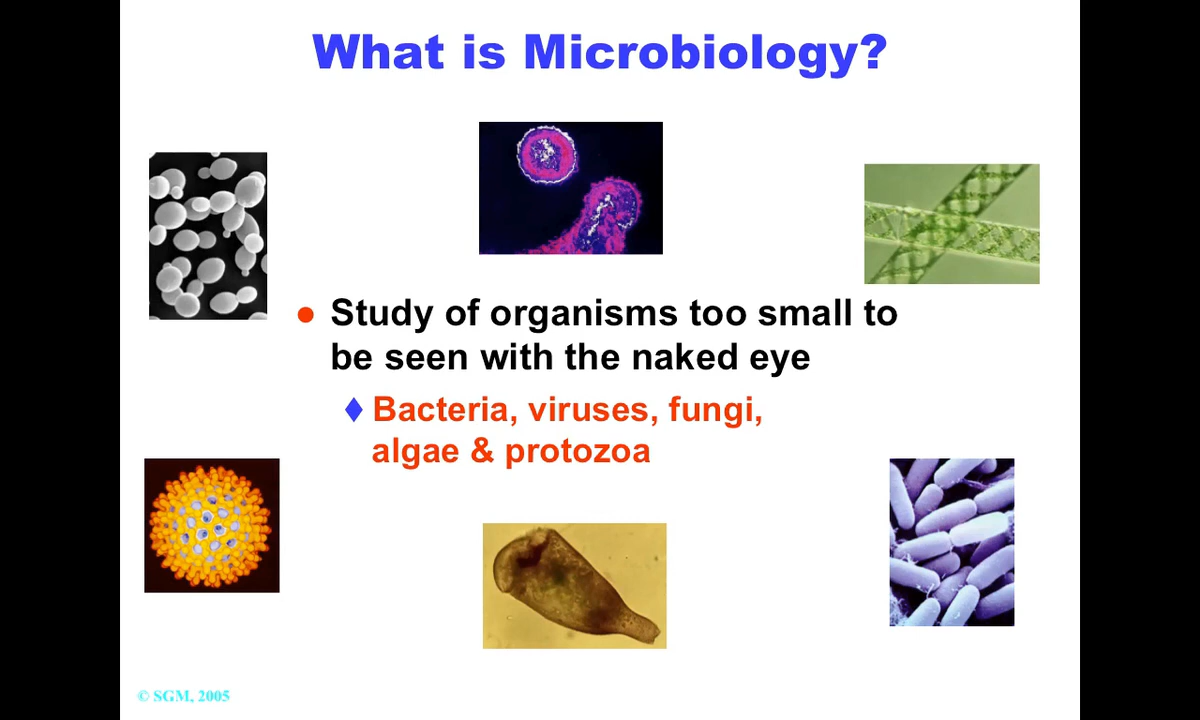 What is Microbiology?
Study of organisms too small to
be seen with the naked eye
Bacteria, viruses, fungi,
algae & protozoa
© SGM, 2005